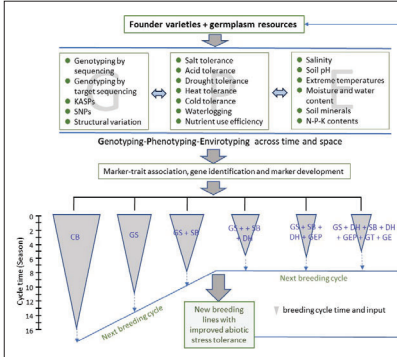 Founder varieties + germplasm resources
Genotyping by
sequencing
Genotyping by
target sequencing
KASPs
SNPs
Structural variation
G
Salt tolerance
Acid tolerance
Drought tolerance
Heat tolerance
Cold tolerance
Waterlogging
Nutrient use efficiency
P
Salinity
Soil pH
Extreme temperatures
Moisture and water
content
Soil minerals
N-P-K contents
E
Genotyping-Phenotyping-Envirotyping across time and space
Marker-trait association, gene identification and marker development
Cycle time (Season)
0
2
4
6
8
10
12
14
16
CB
GS
GS + SB
GS + + SB
+ DH
GS + SB +
DH + GEP
GS + DH + SB + DH
+ GEP + GT + GE
Next breeding cycle
Next breeding cycle
New breeding
lines with
improved abiotic
stress tolerance
breeding cycle time and input